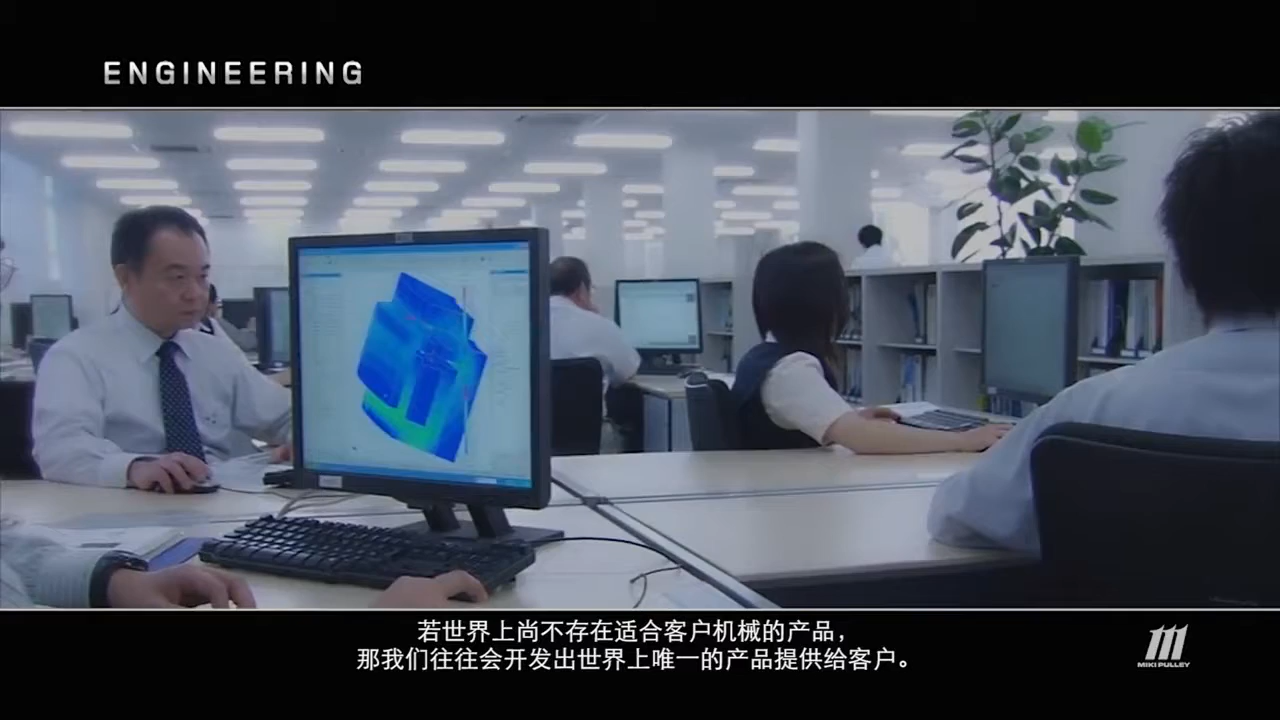 ENGINEERING
若世界上尚不存在适合客户机械的产品，
那我们往往会开发出世界上唯一的产品提供给客户。
MIKI PULLEY